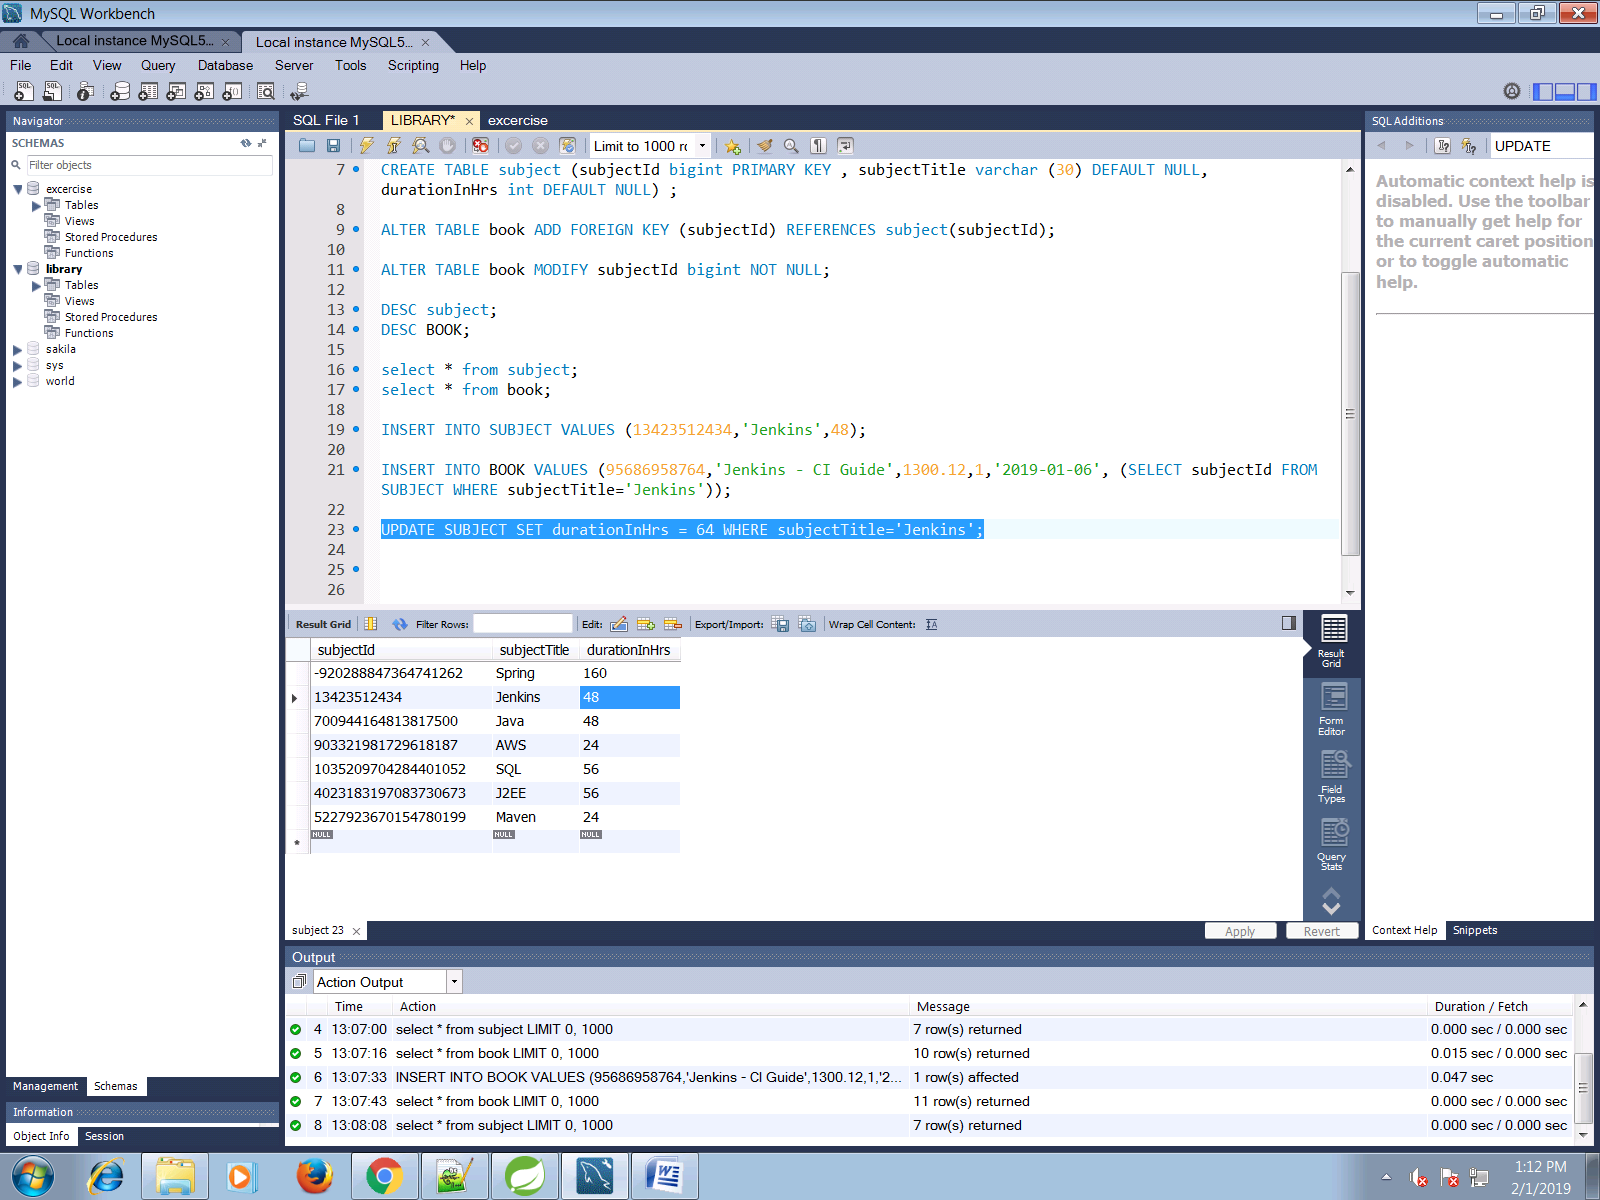 MySQL Workbench
Local instance MySQL5...
Local instance MySQL5...
File Edit View Query Database Server Tools Scripting Help
Navigator
SCHEMAS
Filter objects
excercise
Tables
Views
Stored Procedures
Functions
library
Tables
Views
Stored Procedures
Functions
sakila
sys
world
Management Schemas
Information
Object Info Session
SQL File 1 LIBRARY* excercise
Limit to 1000 r
7 CREATE TABLE subject (subjectId bigint PRIMARY KEY , subjectTitle varchar (30) DEFAULT NULL,
durationInHrs int DEFAULT NULL) ;
8
9 ALTER TABLE book ADD FOREIGN KEY (subjectId) REFERENCES subject(subjectId);
10
11 ALTER TABLE book MODIFY subjectId bigint NOT NULL;
12
13 DESC subject;
14 DESC BOOK;
15
16 select * from subject;
17 select * from book;
18
19 INSERT INTO SUBJECT VALUES (13423512434,'Jenkins',48);
20
21 INSERT INTO BOOK VALUES (95686958764,'Jenkins - CI Guide',1300.12,1,'2019-01-06', (SELECT subjectId FROM
SUBJECT WHERE subjectTitle='Jenkins'));
22
23 UPDATE SUBJECT SET durationInHrs = 64 WHERE subjectTitle='Jenkins';
24
25
26
Result Grid Filter Rows: Edit: Export/Import: Wrap Cell Content:
subjectId subjectTitle durationInHrs
-920288847364741262 Spring 160
13423512434 Jenkins 48
700944164813817500 Java 48
903321981729618187 AWS 24
1035209704284401052 SQL 56
4023183197083730673 J2EE 56
5227923670154780199 Maven 24
NULL NULL NULL
Result
Grid
Form
Editor
Field
Types
Query
Stats
subject 23
Apply Revert
SQL Additions
UPDATE
Automatic context help is
disabled. Use the toolbar
to manually get help for
the current caret position
or to toggle automatic
help.
Context Help Snippets
Output
Action Output
Time Action Message Duration / Fetch
4 13:07:00 select * from subject LIMIT 0, 1000 7 row(s) returned 0.000 sec / 0.000 sec
5 13:07:16 select * from book LIMIT 0, 1000 10 row(s) returned 0.015 sec / 0.000 sec
6 13:07:33 INSERT INTO BOOK VALUES (95686958764,'Jenkins - CI Guide',1300.12,1,'2... 1 row(s) affected 0.047 sec
7 13:07:43 select * from book LIMIT 0, 1000 11 row(s) returned 0.000 sec / 0.000 sec
8 13:08:08 select * from subject LIMIT 0, 1000 7 row(s) returned 0.000 sec / 0.000 sec
1:12 PM
2/1/2019